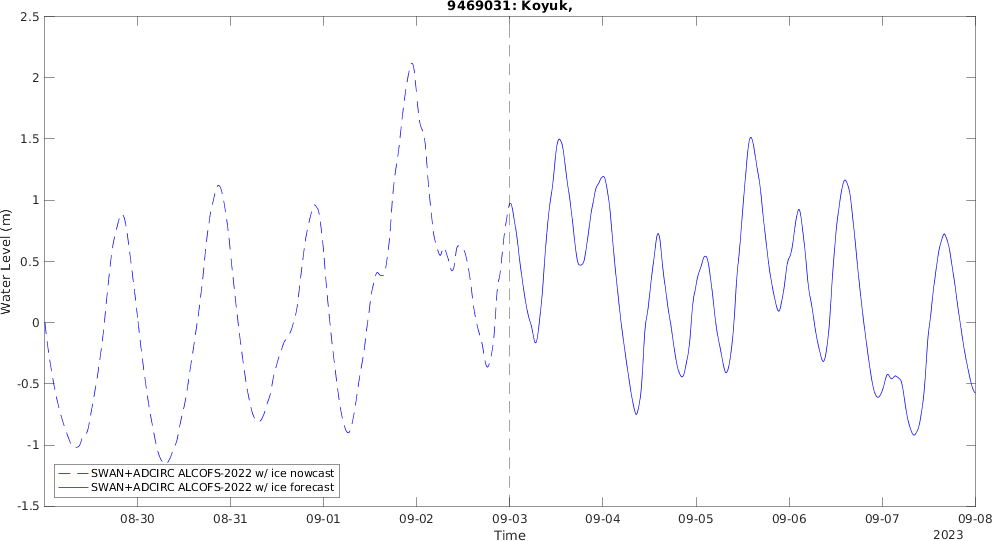 9469031: Koyuk,
2.5
2
1.5
1
0.5
0
-0.5
-1
-1.5
Water Level (m)
SWAN+ADCIRC ALCOFS-2022 w/ ice nowcast
SWAN+ADCIRC ALCOFS-2022 w/ ice forecast
08-30 08-31 09-01 09-02 09-03 09-04 09-05 09-06 09-07 09-08
Time
2023